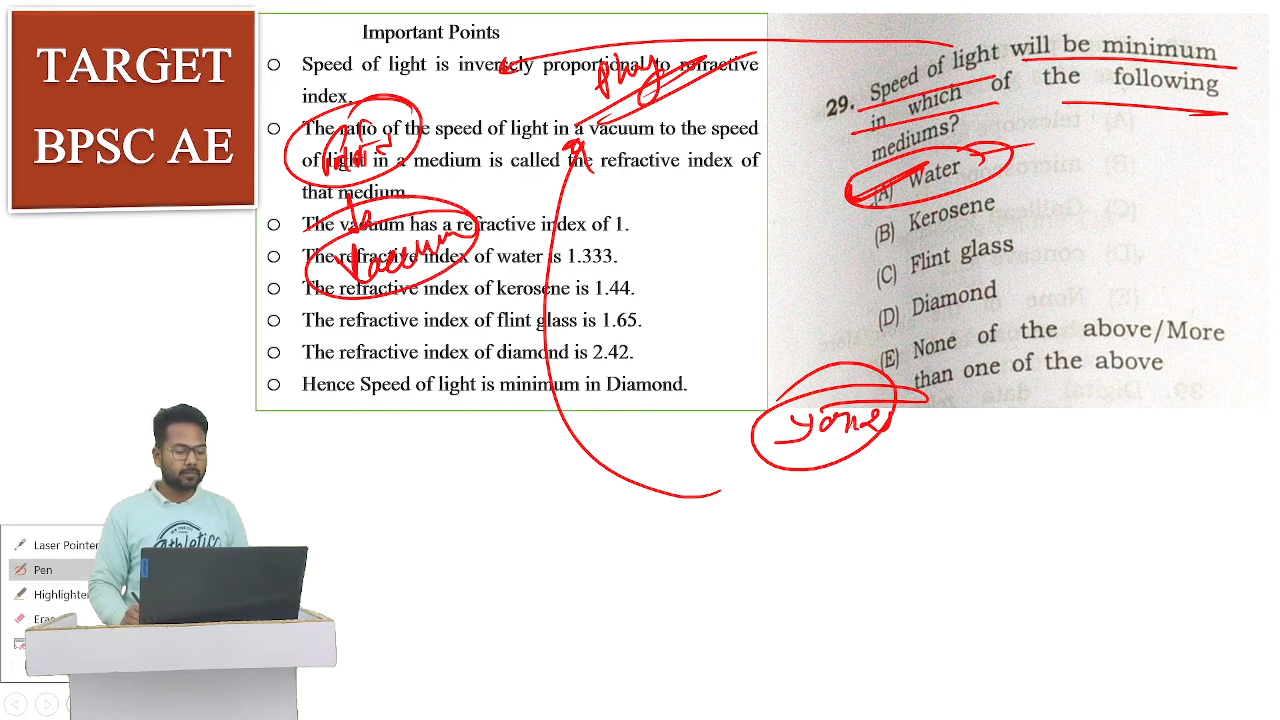 TARGET
BPSC AE
Important Points
Speed of light is inversely proportional to refractive
index.
The ratio of the speed of light in a vacuum to the speed
of light in a medium is called the refractive index of
that medium.
The vacuum has a refractive index of 1.
The refractive index of water is 1.333.
The refractive index of kerosene is 1.44.
The refractive index of flint glass is 1.65.
The refractive index of diamond is 2.42.
Hence Speed of light is minimum in Diamond.
phy
Vacuum
29. Speed of light will be minimum
in which of the following
mediums?
(A) Water
(B) Kerosene
(C) Flint glass
(D) Diamond
(E) None of the above/More
than one of the above
Athletic
Laser Pointer
Pen
Highlighter